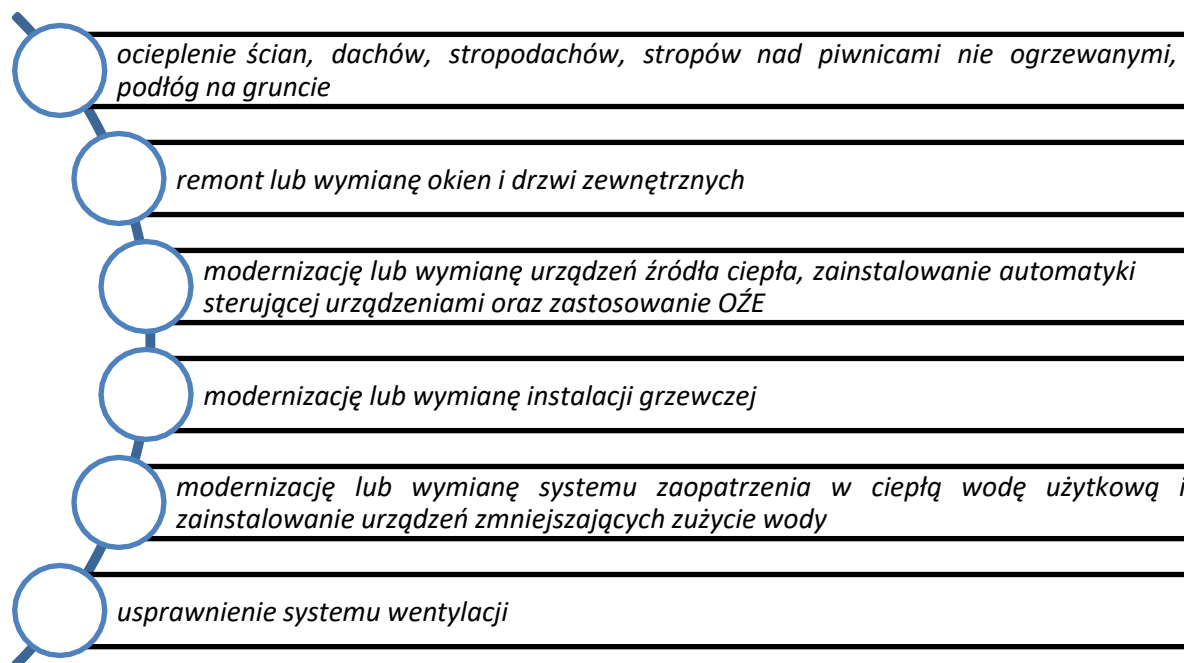 ocieplenie ścian, dachów, stropodachów, stropów nad piwnicami nie ogrzewanymi,
podłóg na gruncie
remont lub wymianę okien i drzwi zewnętrznych
modernizację lub wymianę urządzeń źródła ciepła, zainstalowanie automatyki
sterującej urządzeniami oraz zastosowanie OŹE
modernizację lub wymianę instalacji grzewczej
modernizację lub wymianę systemu zaopatrzenia w ciepłą wodę użytkową i
zainstalowanie urządzeń zmniejszających zużycie wody
usprawnienie systemu wentylacji